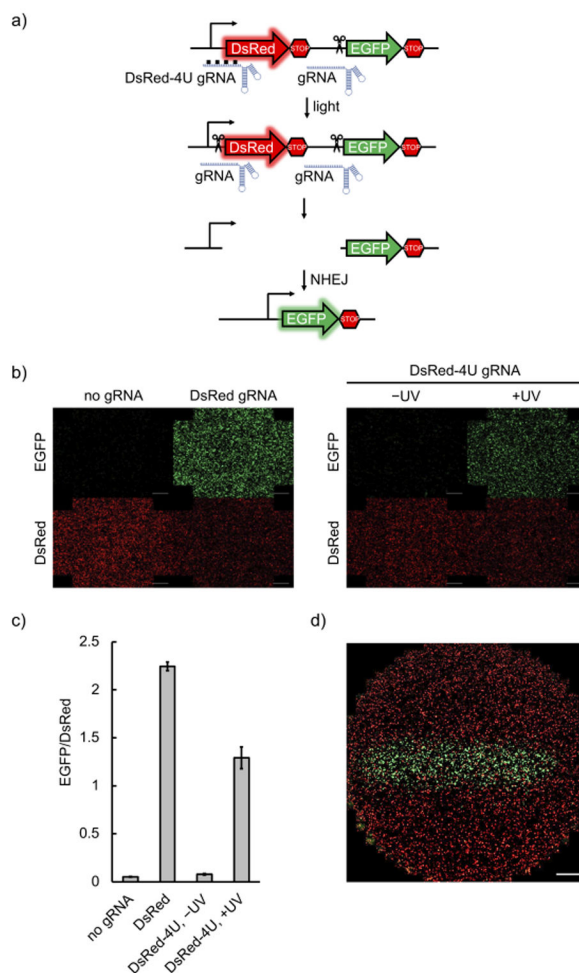 a)
DsRed STOP EGFP STOP
DsRed-4U gRNA gRNA
light
DsRed STOP EGFP STOP
gRNA gRNA
EGFP STOP
NHEJ
EGFP STOP
b)
DsRed-4U gRNA
no gRNA DsRed gRNA −UV +UV
EGFP EGFP
DsRed DsRed
c)
2.5
2
1.5
1
0.5
0
EGFP/DsRed
no gRNA
DsRed
DsRed-4U, −UV
DsRed-4U, +UV
d)